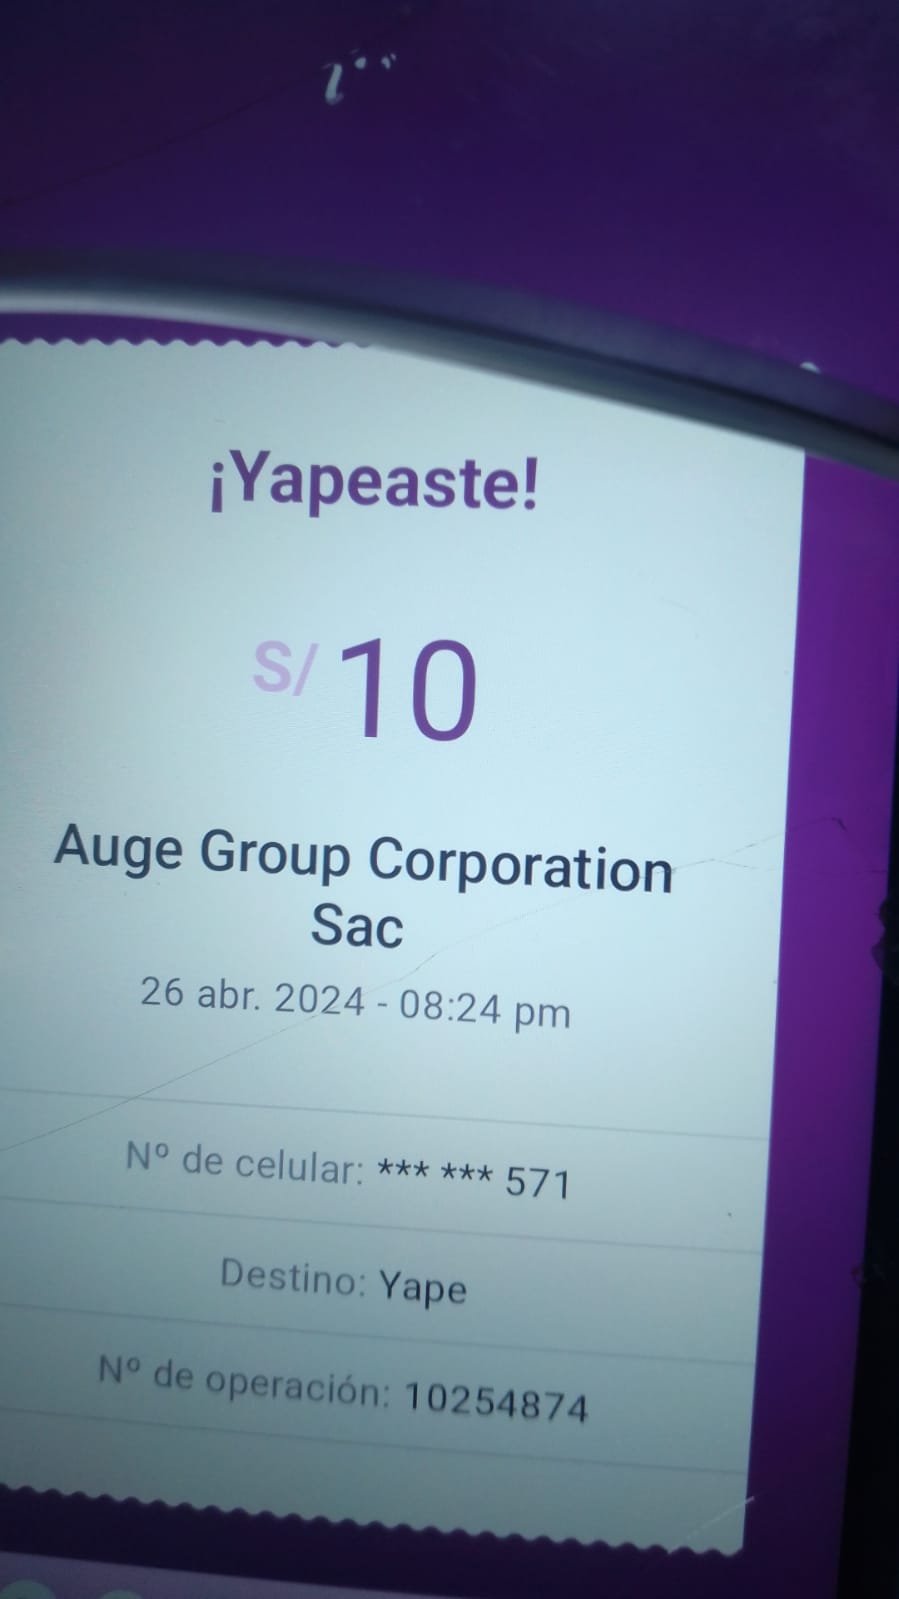 ¡Yapeaste!
S/ 10
Auge Group Corporation
Sac
26 abr. 2024 - 08:24 pm
Nº de celular: *** *** 571
Destino: Yape
Nº de operación: 10254874